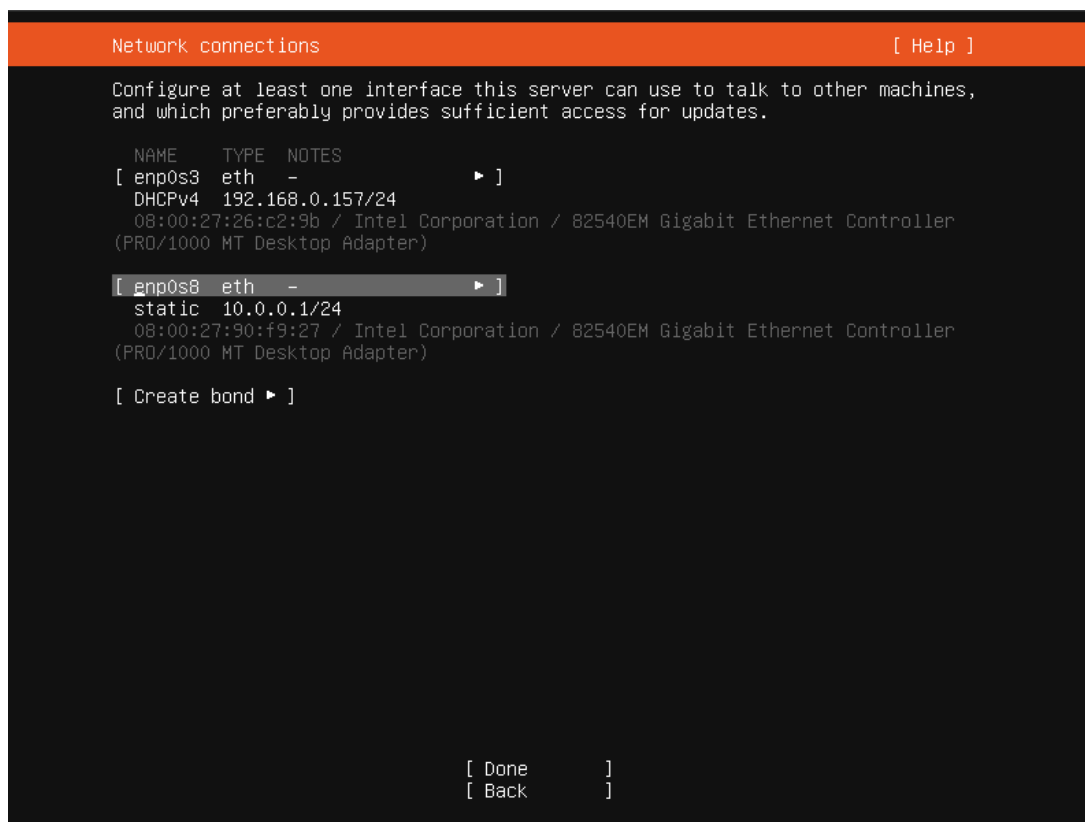 Network connections [ Help ]
Configure at least one interface this server can use to talk to other machines,
and which preferably provides sufficient access for updates.
NAME TYPE NOTES
[ enp0s3 eth - ▸ ]
DHCPv4 192.168.0.157/24
08:00:27:26:c2:9b / Intel Corporation / 82540EM Gigabit Ethernet Controller
(PRO/1000 MT Desktop Adapter)
[ enp0s8 eth - ▸ ]
static 10.0.0.1/24
08:00:27:90:f9:27 / Intel Corporation / 82540EM Gigabit Ethernet Controller
(PRO/1000 MT Desktop Adapter)
[ Create bond ▸ ]
[ Done ]
[ Back ]